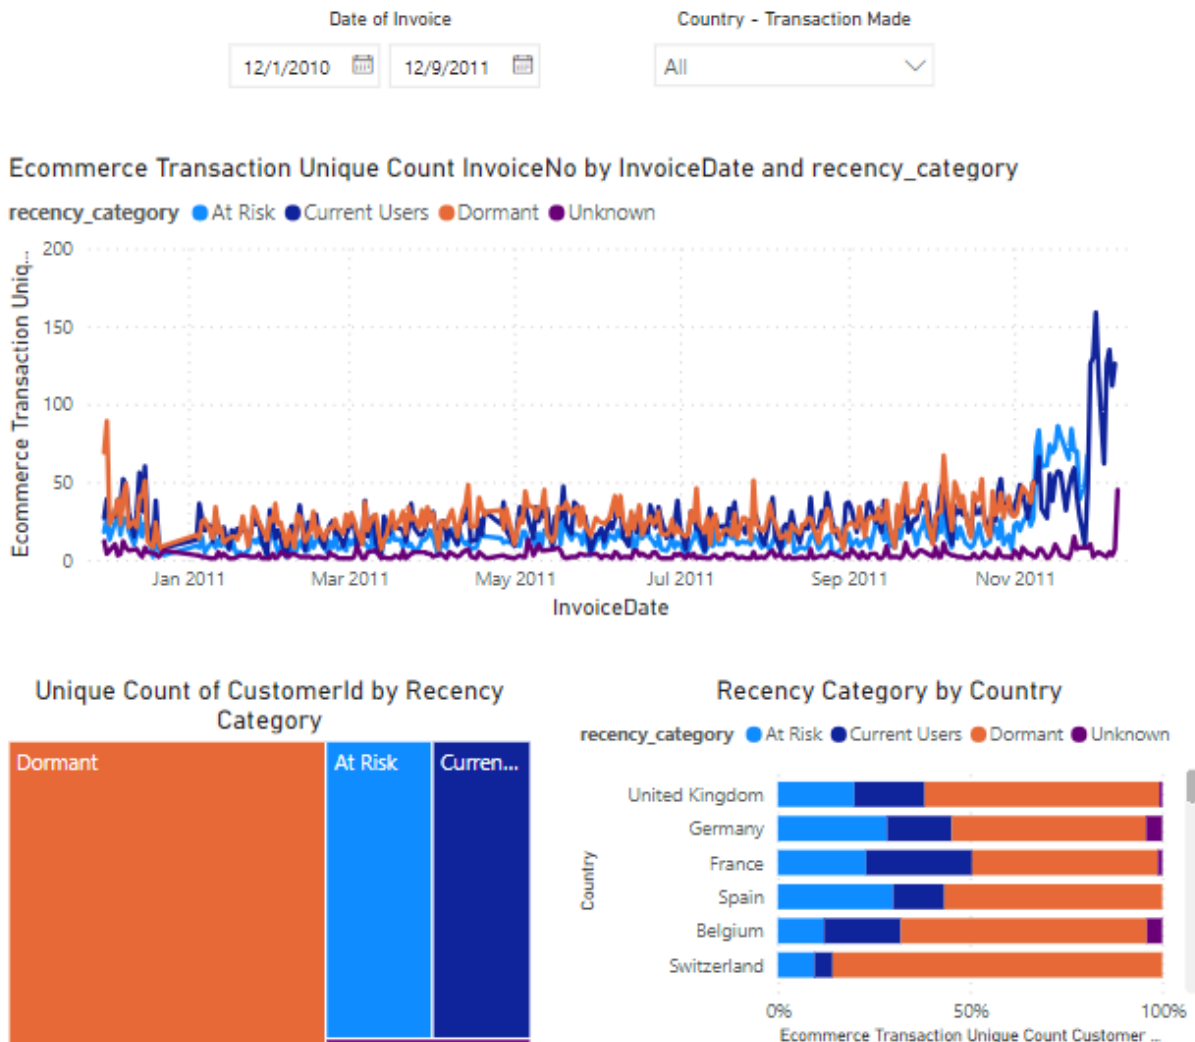 Date of Invoice
Country - Transaction Made
12/1/2010
12/9/2011
All
Ecommerce Transaction Unique Count InvoiceNo by InvoiceDate and recency_category
recency_category At Risk Current Users Dormant Unknown
Ecommerce Transaction Uniq...
200
150
100
50
0
Jan 2011 Mar 2011 May 2011 Jul 2011 Sep 2011 Nov 2011
InvoiceDate
Unique Count of CustomerId by Recency
Category
Dormant
At Risk
Curren...
Recency Category by Country
recency_category At Risk Current Users Dormant Unknown
Country
United Kingdom
Germany
France
Spain
Belgium
Switzerland
0% 50% 100%
Ecommerce Transaction Unique Count Customer ...